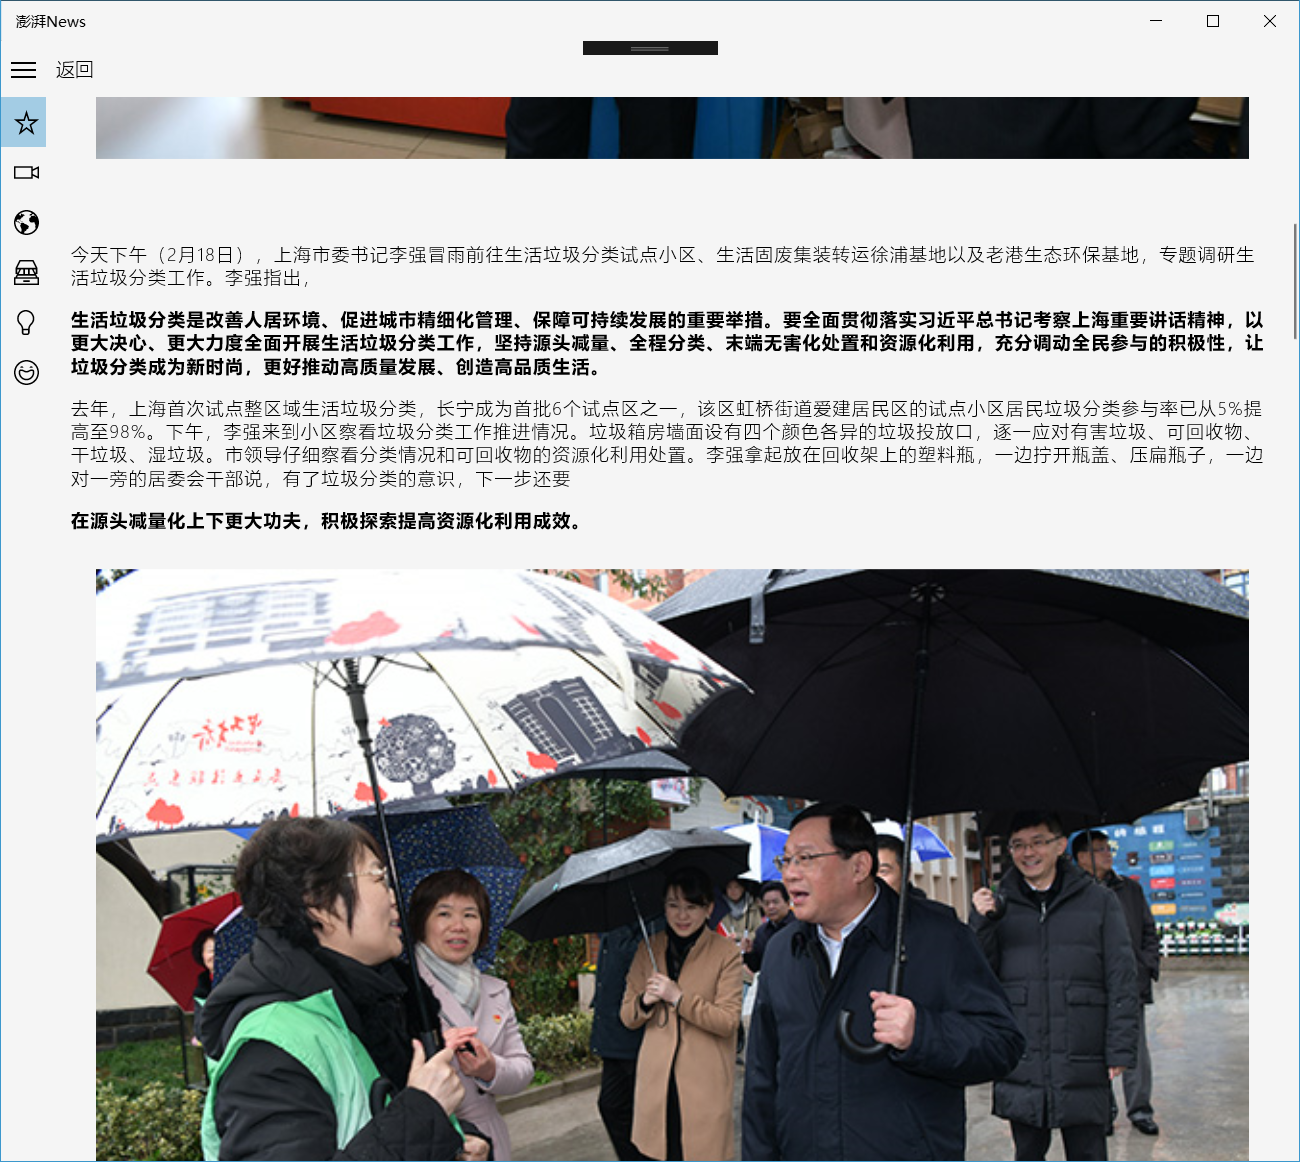 澎湃News
返回
今天下午（2月18日），上海市委书记李强冒雨前往生活垃圾分类试点小区、生活固废集装转运徐浦基地以及老港生态环保基地，专题调研生
活垃圾分类工作。李强指出，
生活垃圾分类是改善人居环境、促进城市精细化管理、保障可持续发展的重要举措。要全面贯彻落实习近平总书记考察上海重要讲话精神，以
更大决心、更大力度全面开展生活垃圾分类工作，坚持源头减量、全程分类、末端无害化处置和资源化利用，充分调动全民参与的积极性，让
垃圾分类成为新时尚，更好推动高质量发展、创造高品质生活。
去年，上海首次试点整区域生活垃圾分类，长宁成为首批6个试点区之一，该区虹桥街道爱建居民区的试点小区居民垃圾分类参与率已从5%提
高至98%。下午，李强来到小区察看垃圾分类工作推进情况。垃圾箱房墙面设有四个颜色各异的垃圾投放口，逐一应对有害垃圾、可回收物、
干垃圾、湿垃圾。市领导仔细察看分类情况和可回收物的资源化利用处置。李强拿起放在回收架上的塑料瓶，一边拧开瓶盖、压扁瓶子，一边
对一旁的居委会干部说，有了垃圾分类的意识，下一步还要
在源头减量化上下更大功夫，积极探索提高资源化利用成效。